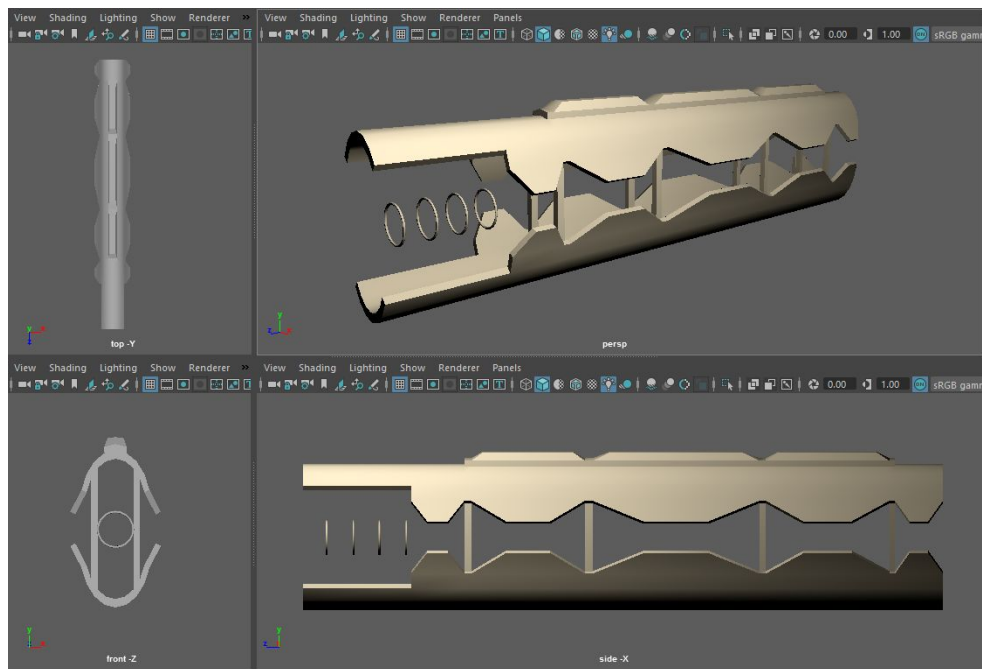 View Shading Lighting Show Renderer »
View Shading Lighting Show Renderer Panels
0.00 1.00 sRGB gamm
y
x
z
top -Y
y
x
z
persp
View Shading Lighting Show Renderer »
View Shading Lighting Show Renderer Panels
0.00 1.00 sRGB gamm
y
x
front -Z
y
z
side -X